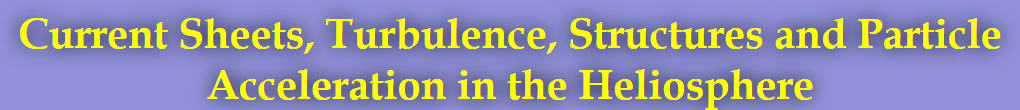 Current Sheets, Turbulence, Structures and Particle
Acceleration in the Heliosphere